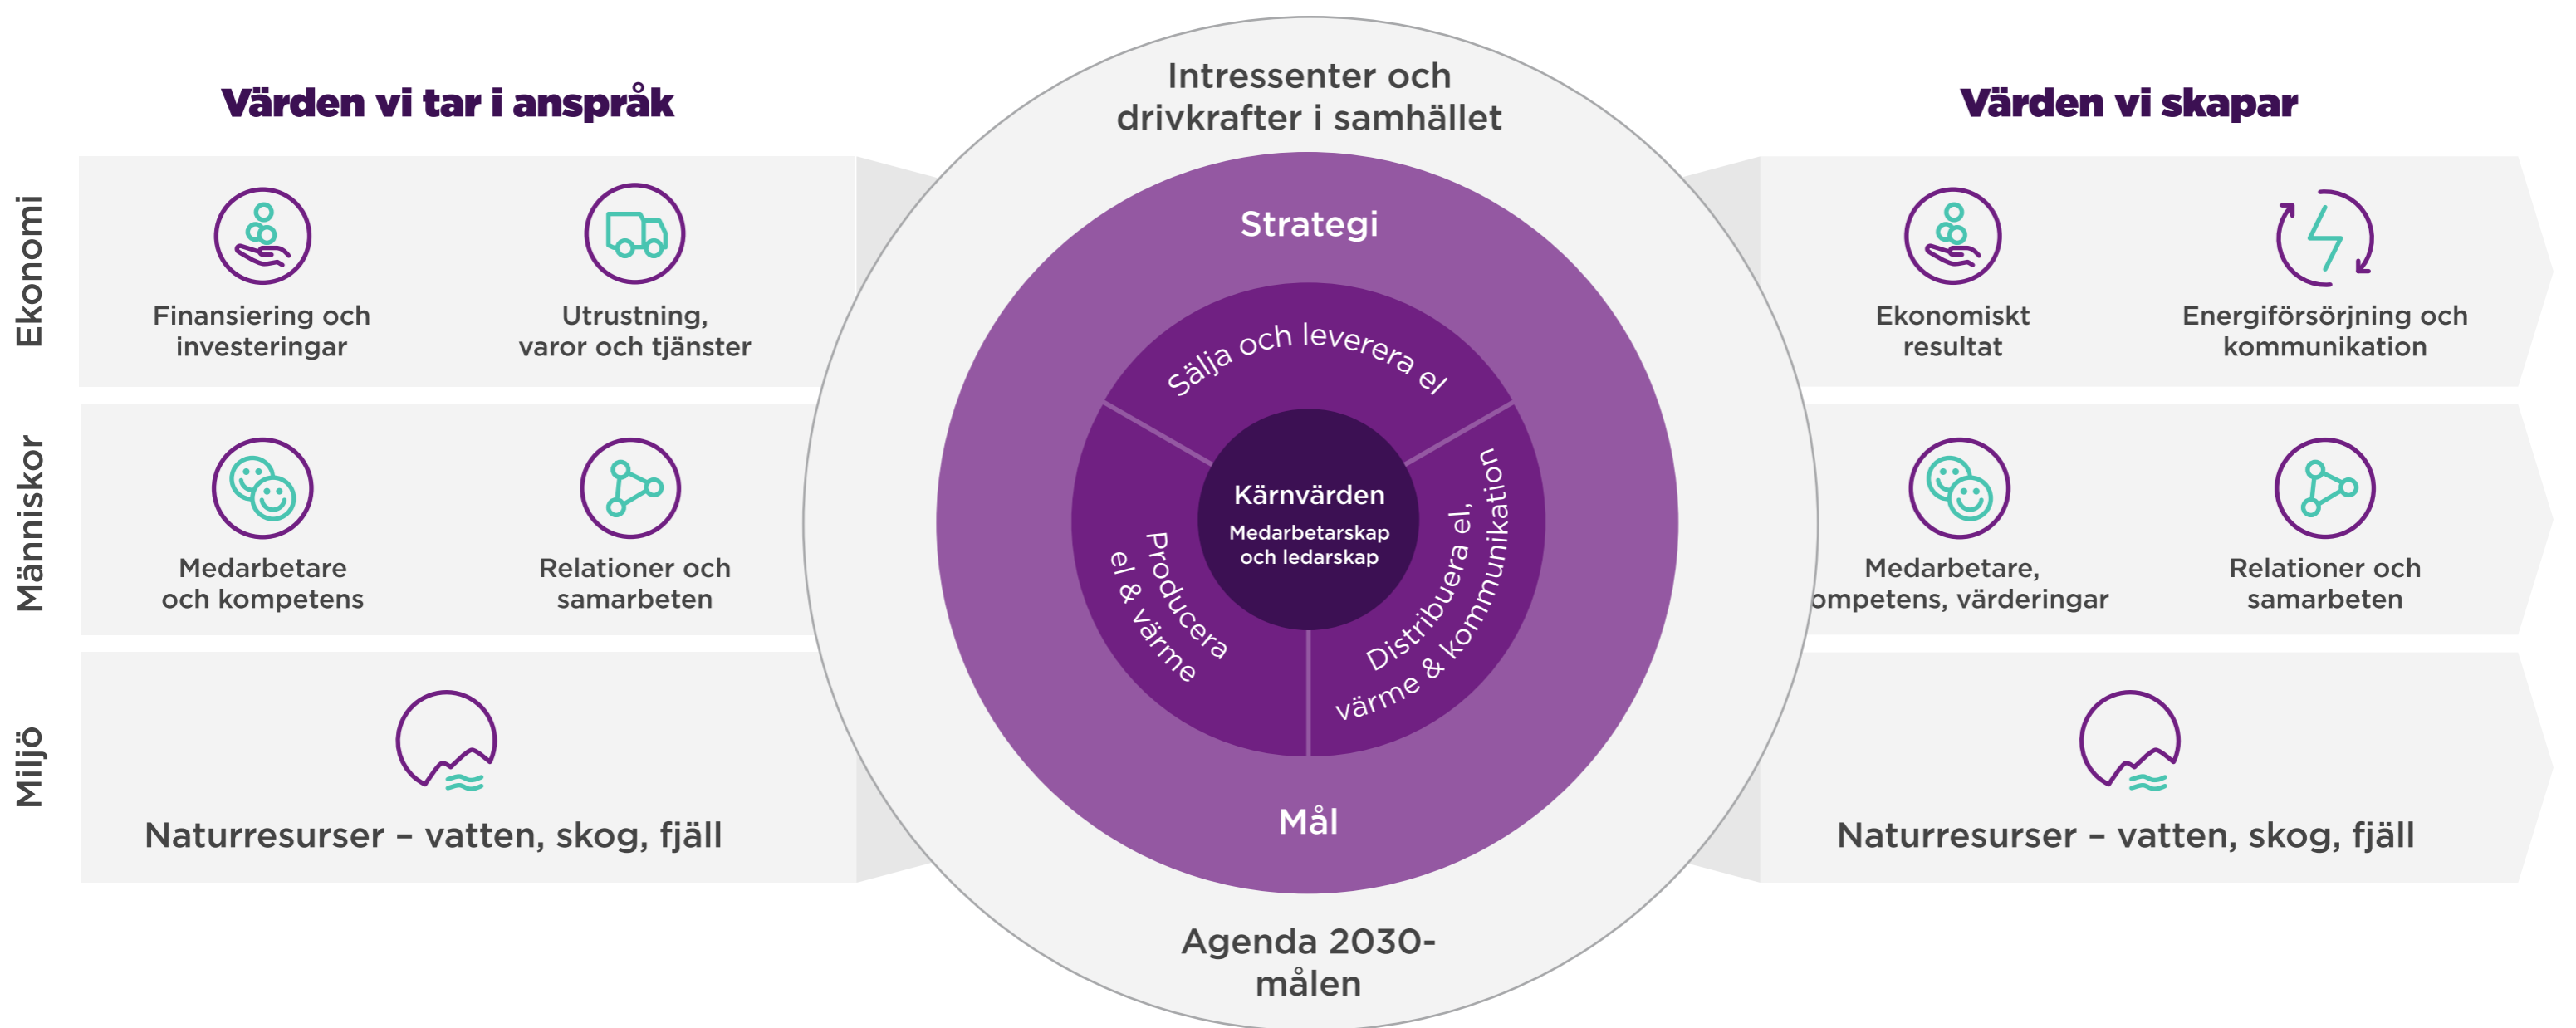 Värden vi tar i anspråk
Ekonomi
Finansiering och
investeringar
Utrustning,
varor och tjänster
Människor
Medarbetare
och kompetens
Relationer och
samarbeten
Miljö
Naturresurser – vatten, skog, fjäll
Intressenter och
drivkrafter i samhället
Strategi
Sälja och leverera el
Kärnvärden
Medarbetarskap
och ledarskap
Producera
el & värme
Distribuera el,
värme & kommunikation
Mål
Agenda 2030-
målen
Värden vi skapar
Ekonomiskt
resultat
Energiförsörjning och
kommunikation
Medarbetare,
ompetens, värderingar
Relationer och
samarbeten
Naturresurser – vatten, skog, fjäll